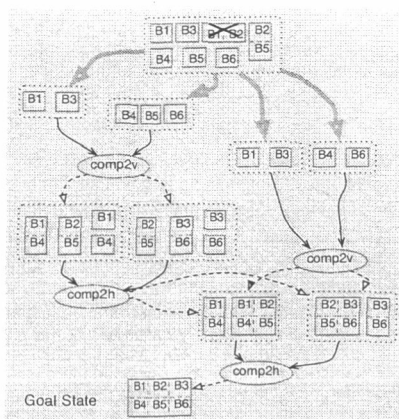 B1 B3 B1, B2 B2
B5
B4 B5 B6
B1 B3
B4 B5 B6
B1 B3
B4 B6
comp2v
B1 B2 B1
B4 B5 B4
B2 B3 B3
B5 B6 B6
comp2v
comp2h
B1 B1 B2
B4 B4 B5
B2 B3 B3
B5 B6 B6
comp2h
Goal State
B1 B2 B3
B4 B5 B6